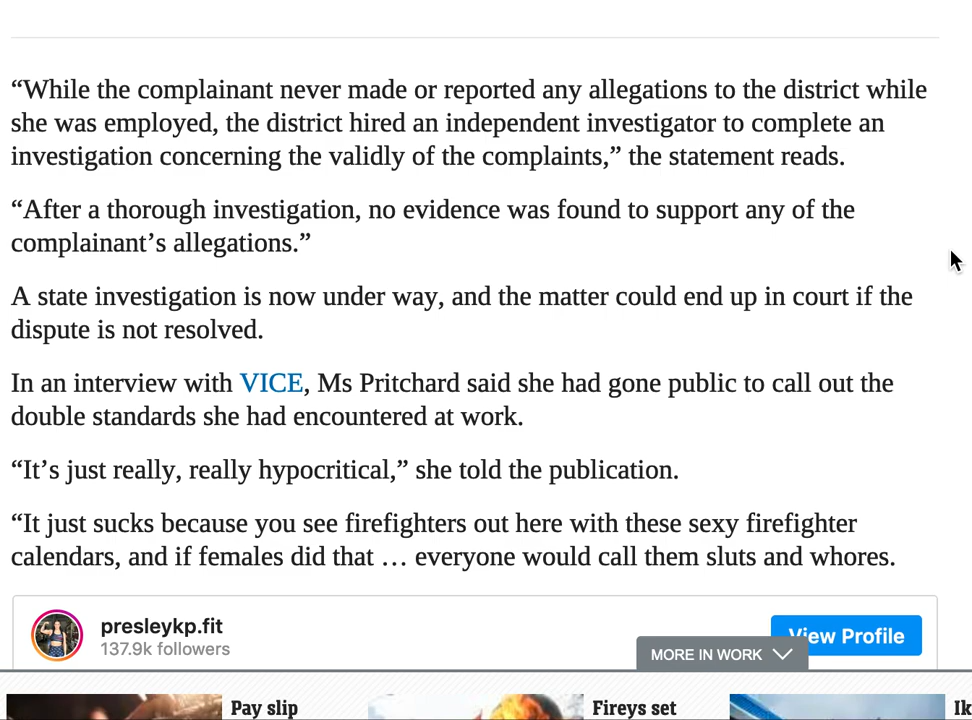 “While the complainant never made or reported any allegations to the district while
she was employed, the district hired an independent investigator to complete an
investigation concerning the validly of the complaints,” the statement reads.
“After a thorough investigation, no evidence was found to support any of the
complainant’s allegations.”
A state investigation is now under way, and the matter could end up in court if the
dispute is not resolved.
In an interview with VICE, Ms Pritchard said she had gone public to call out the
double standards she had encountered at work.
“It’s just really, really hypocritical,” she told the publication.
“It just sucks because you see firefighters out here with these sexy firefighter
calendars, and if females did that … everyone would call them sluts and whores.
presleykp.fit
137.9k followers
View Profile
MORE IN WORK
Pay slip
Fireys set
Ik